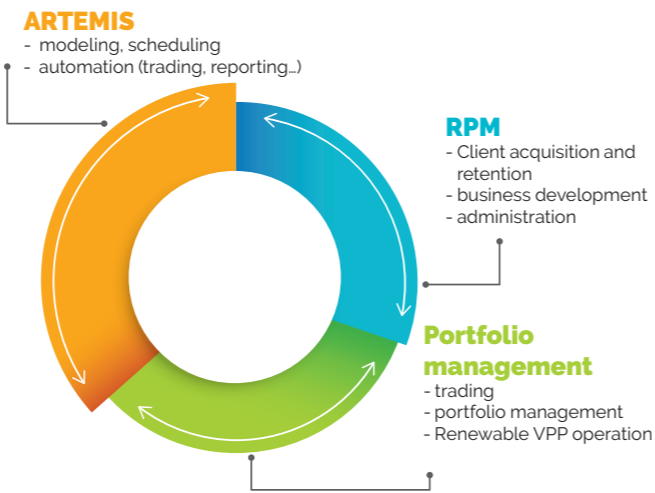 ARTEMIS
- modeling, scheduling
- automation (trading, reporting…)
RPM
- Client acquisition and
retention
- business development
- administration
Portfolio
management
- trading
- portfolio management
- Renewable VPP operation